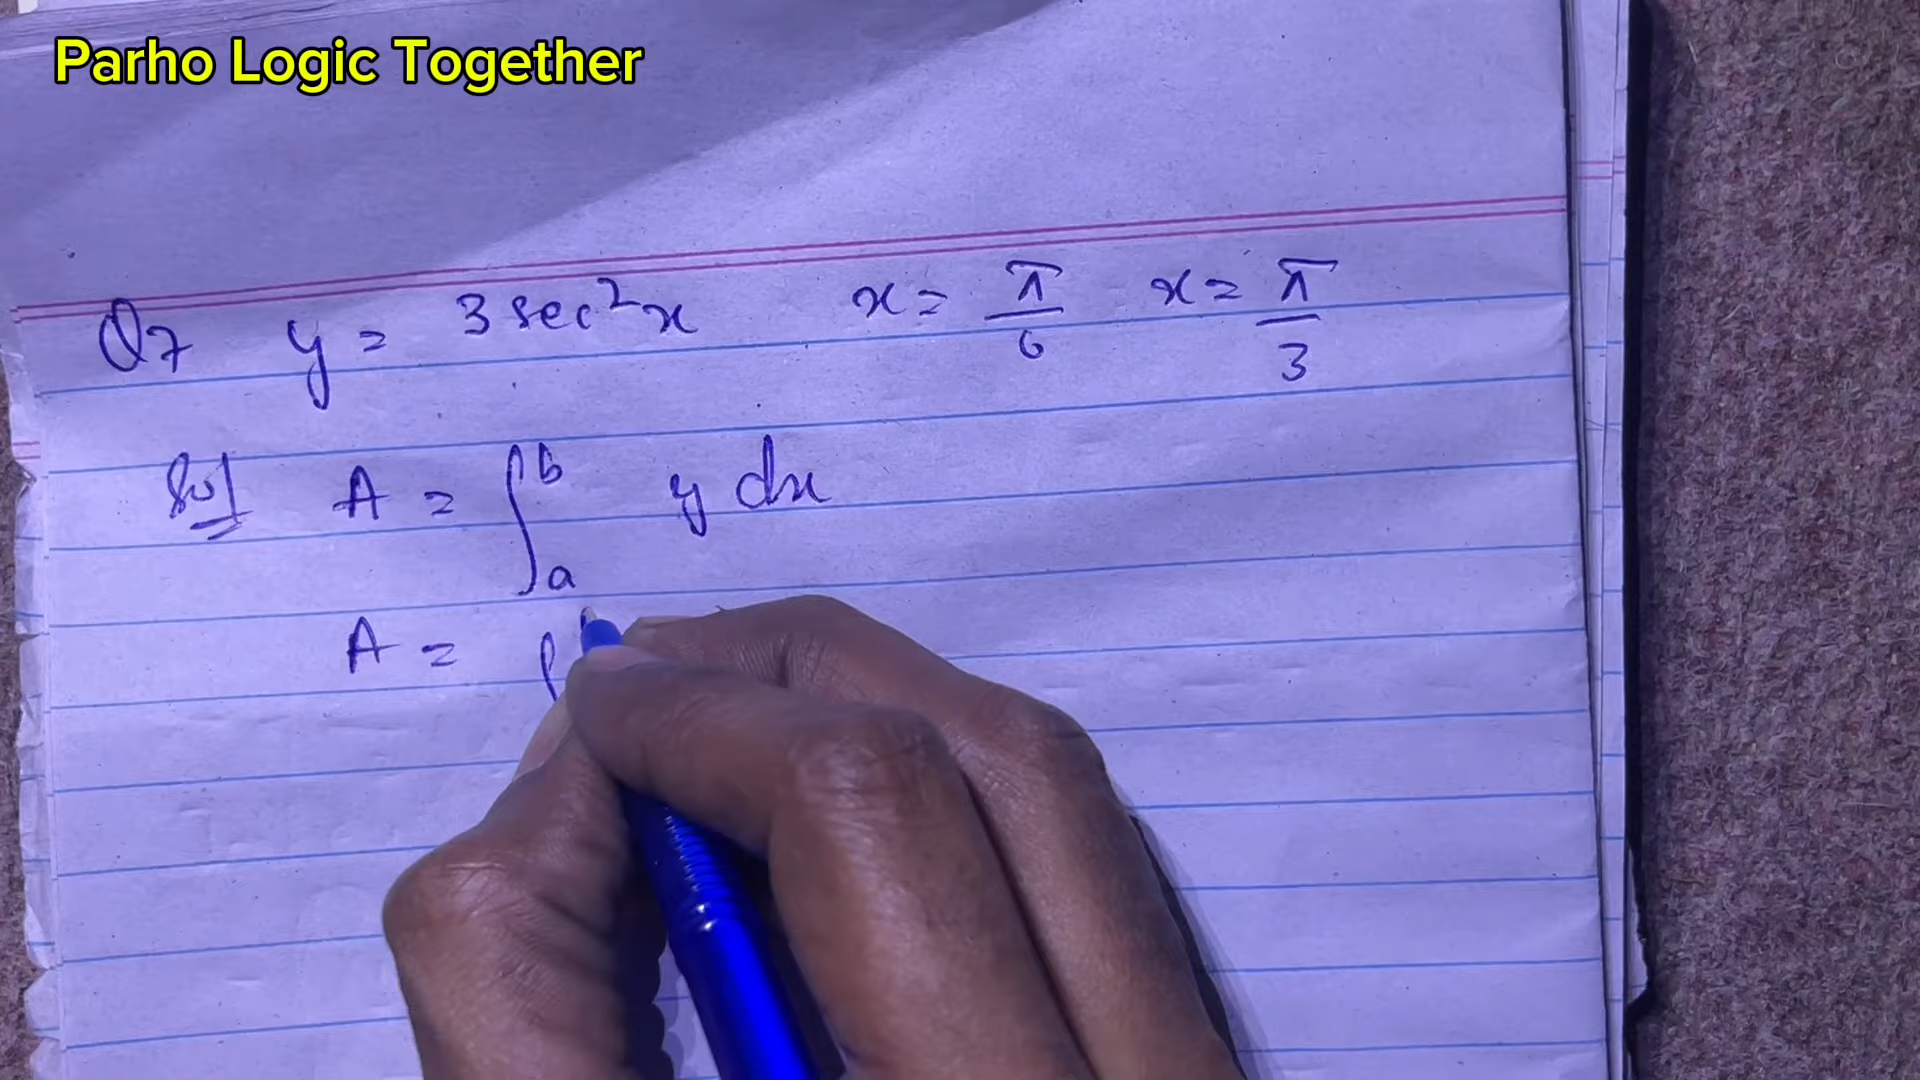 Parho Logic Together
Q7 y = 3 sec²x x = π/6 x = π/3
Sol A = ∫ₐᵇ y dx
A = ∫